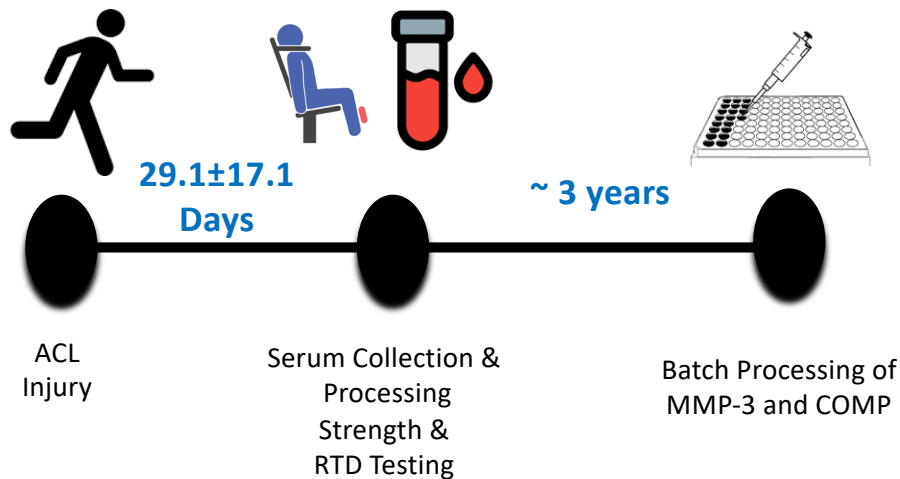 29.1±17.1
Days
~ 3 years
ACL
Injury
Serum Collection &
Processing
Strength &
RTD Testing
Batch Processing of
MMP-3 and COMP